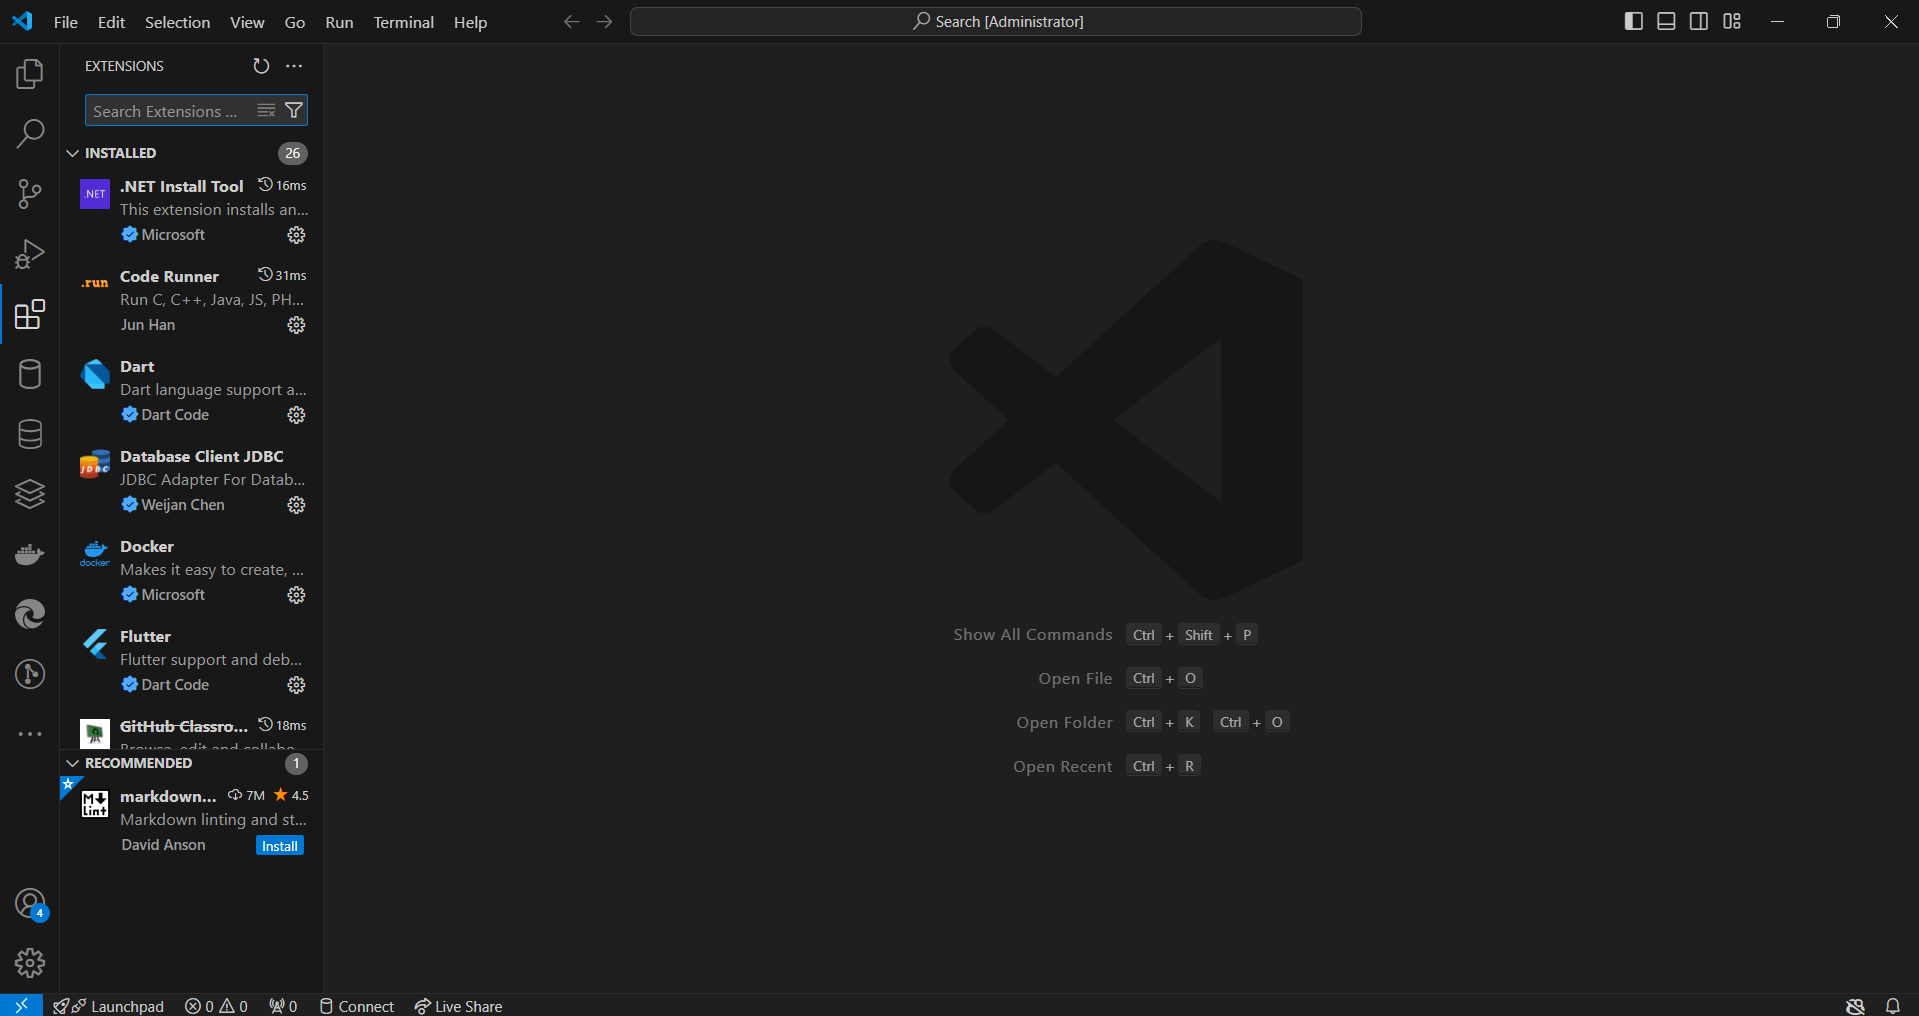 File Edit Selection View Go Run Terminal Help
Search [Administrator]
EXTENSIONS
Search Extensions ...
INSTALLED 26
.NET
.NET Install Tool 16ms
This extension installs an...
Microsoft
.run
Code Runner 31ms
Run C, C++, Java, JS, PH...
Jun Han
Dart
Dart language support a...
Dart Code
JDBC
Database Client JDBC
JDBC Adapter For Datab...
Weijan Chen
docker
Docker
Makes it easy to create, ...
Microsoft
Flutter
Flutter support and deb...
Dart Code
GitHub Classro... 18ms
Browse, edit and collabo
RECOMMENDED 1
M↓
Lint
markdown... 7M 4.5
Markdown linting and st...
David Anson
Install
Show All Commands Ctrl + Shift + P
Open File Ctrl + O
Open Folder Ctrl + K Ctrl + O
Open Recent Ctrl + R
4
Launchpad 0 0 0 Connect Live Share